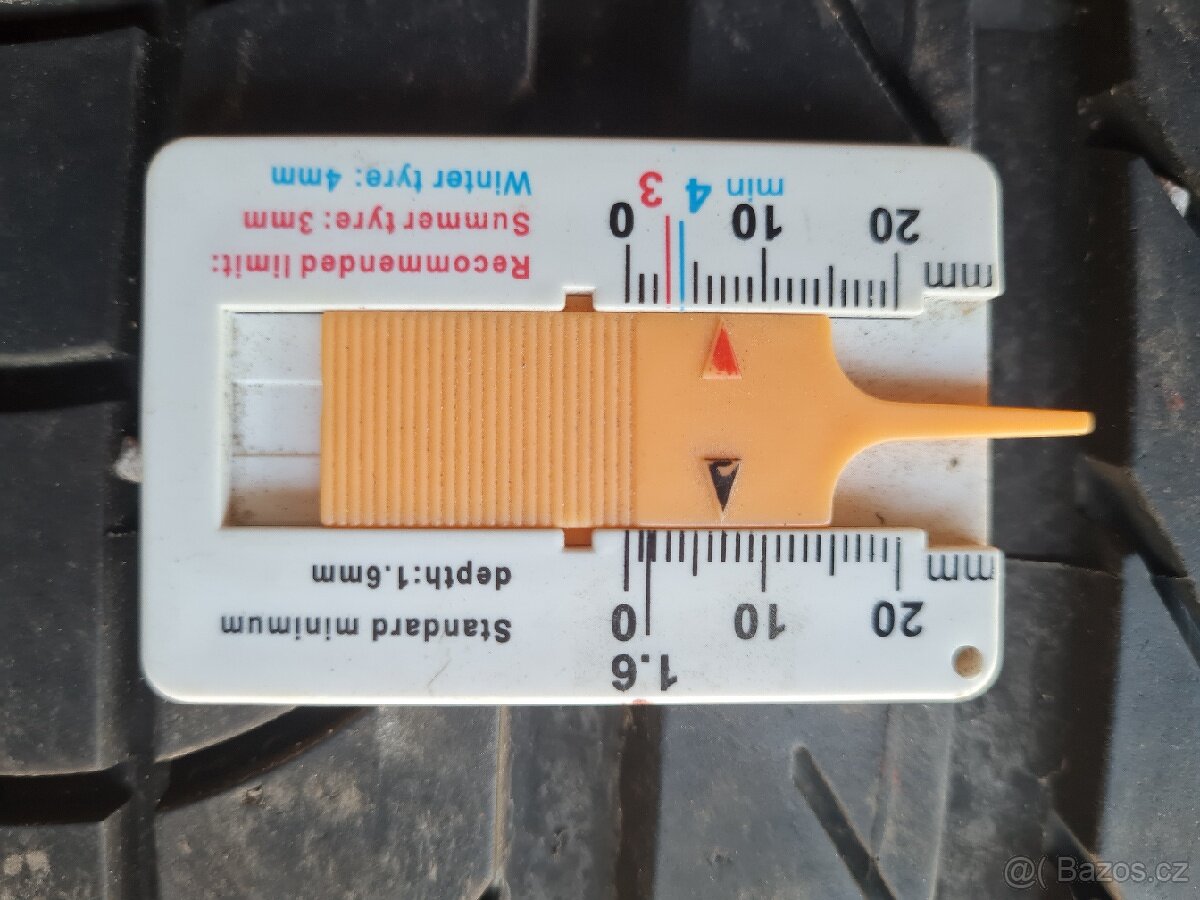 Standard minimum
depth:1.6mm
1.6
20 10 0
mm
mm
Recommended limit:
Summer tyre: 3mm
Winter tyre: 4mm
20 10 0
min 4 3
@( Bazos.cz